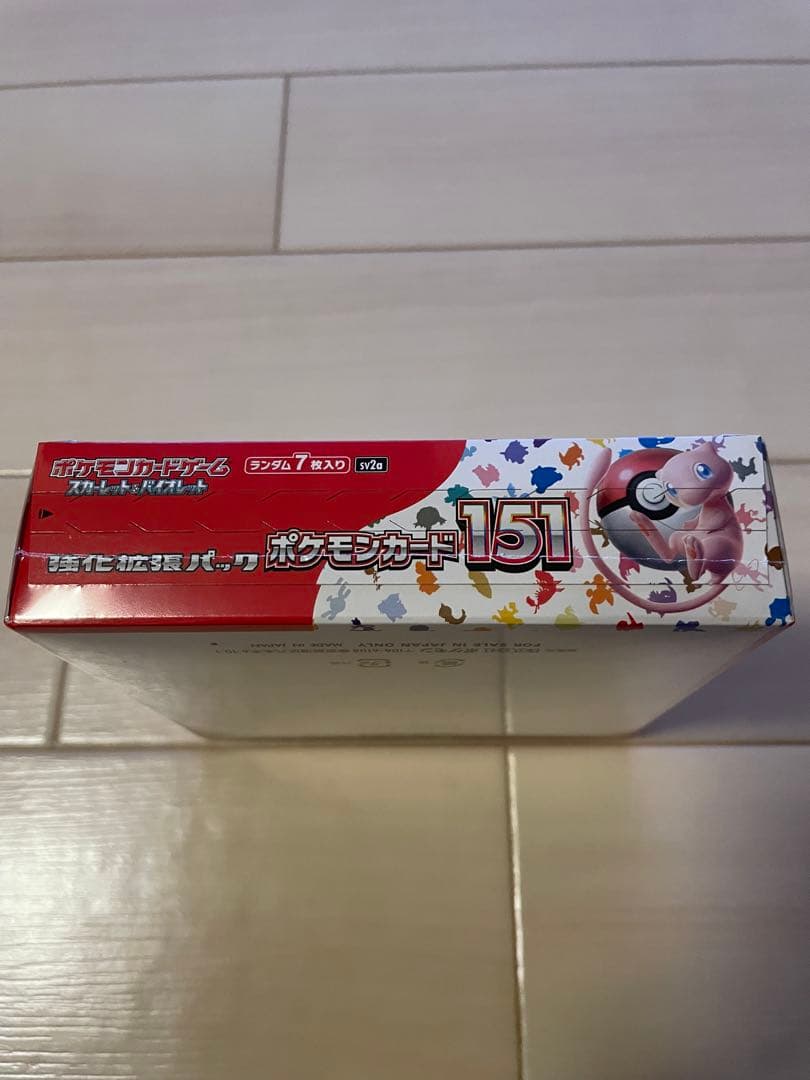 ポケモンカードゲーム
スカーレット&バイオレット
ランダム7枚入り
sv2a
強化拡張パック
ポケモンカード151
FOR SALE IN JAPAN ONLY MADE IN JAPAN